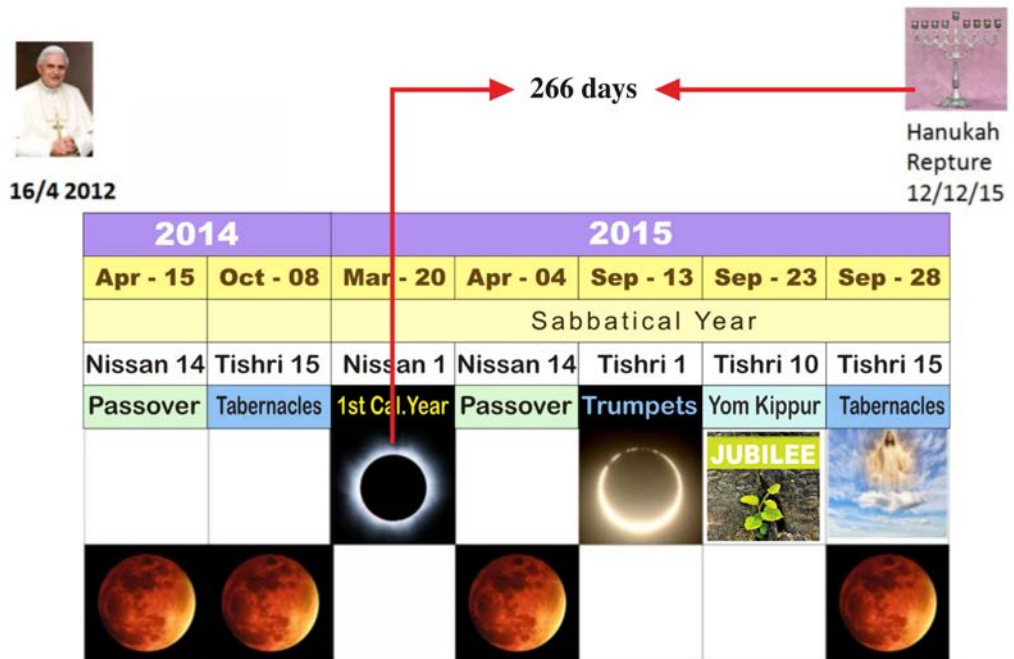 266 days
Hanukah
Repture
12/12/15
16/4 2012
2014 2015
Apr - 15 Oct - 08 Mar - 20 Apr - 04 Sep - 13 Sep - 23 Sep - 28
Sabbatical Year
Nissan 14 Tishri 15 Nissan 1 Nissan 14 Tishri 1 Tishri 10 Tishri 15
Passover Tabernacles 1st Cal.Year Passover Trumpets Yom Kippur Tabernacles
JUBILEE